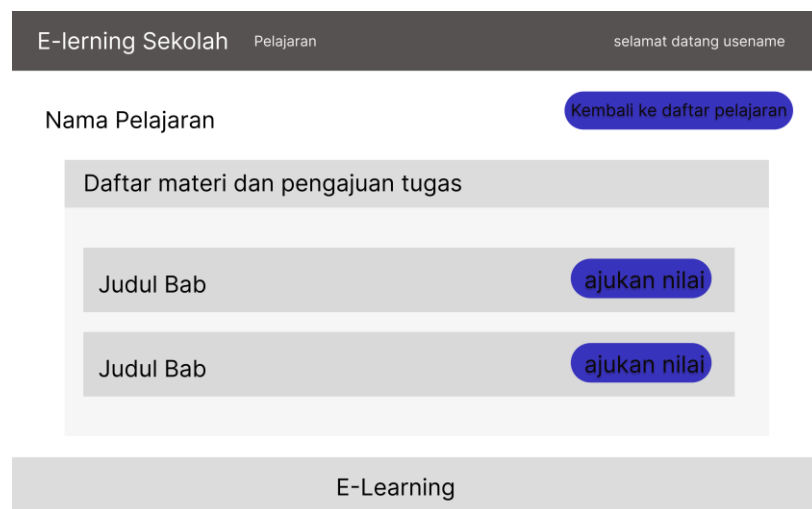 E-lerning Sekolah Pelajaran selamat datang usename
Nama Pelajaran Kembali ke daftar pelajaran
Daftar materi dan pengajuan tugas
Judul Bab ajukan nilai
Judul Bab ajukan nilai
E-Learning